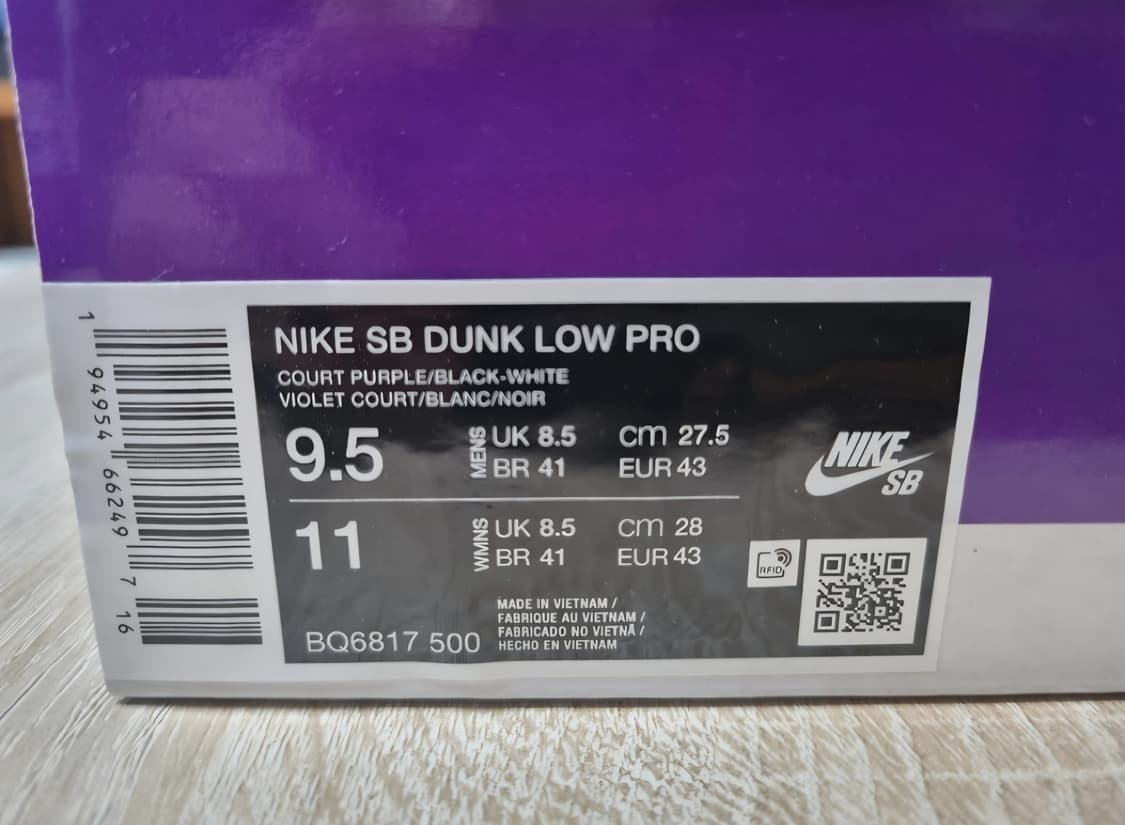 1 94954 66249 7 16
NIKE SB DUNK LOW PRO
COURT PURPLE/BLACK-WHITE
VIOLET COURT/BLANC/NOIR
9.5 MENS UK 8.5 cm 27.5
BR 41 EUR 43
11 WMNS UK 8.5 cm 28
BR 41 EUR 43
NIKE
SB
RFID
MADE IN VIETNAM /
FABRIQUE AU VIETNAM /
FABRICADO NO VIETNÃ /
HECHO EN VIETNAM
BQ6817 500